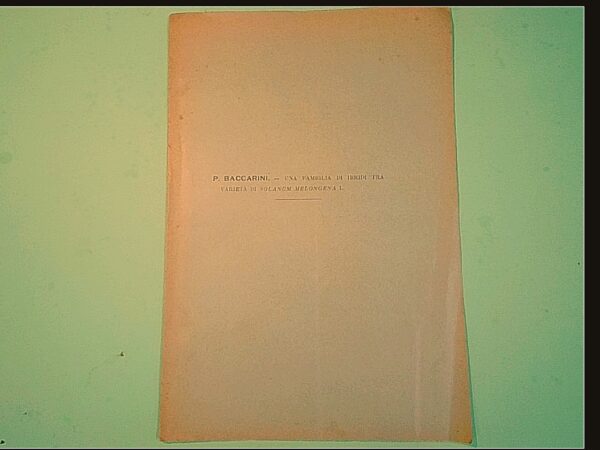 P. BACCARINI. — UNA FAMIGLIA DI IBRIDI FRA
VARIETÀ DI SOLANUM MELONGENA L.